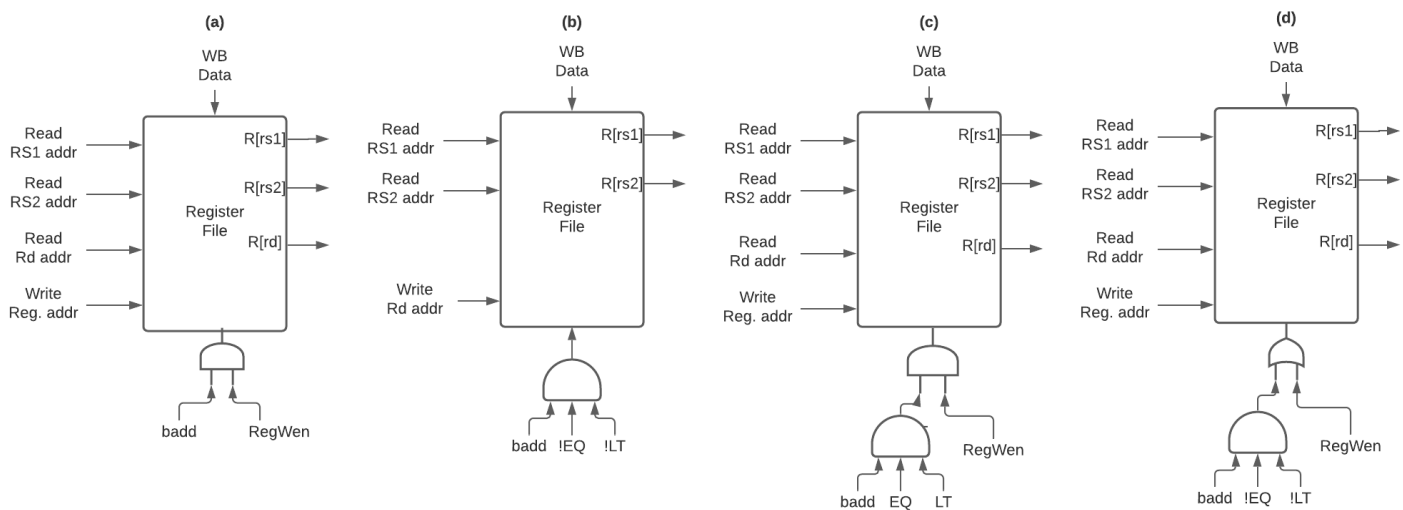 (a)
WB
Data
Read
RS1 addr
Read
RS2 addr
Read
Rd addr
Write
Reg. addr
R[rs1]
R[rs2]
Register
File
R[rd]
badd
RegWen
(b)
WB
Data
Read
RS1 addr
Read
RS2 addr
Write
Rd addr
R[rs1]
R[rs2]
Register
File
badd !EQ !LT
(c)
WB
Data
Read
RS1 addr
Read
RS2 addr
Read
Rd addr
Write
Reg. addr
R[rs1]
R[rs2]
Register
File
R[rd]
RegWen
badd EQ LT
(d)
WB
Data
Read
RS1 addr
Read
RS2 addr
Read
Rd addr
Write
Reg. addr
R[rs1]
R[rs2]
Register
File
R[rd]
RegWen
badd !EQ !LT